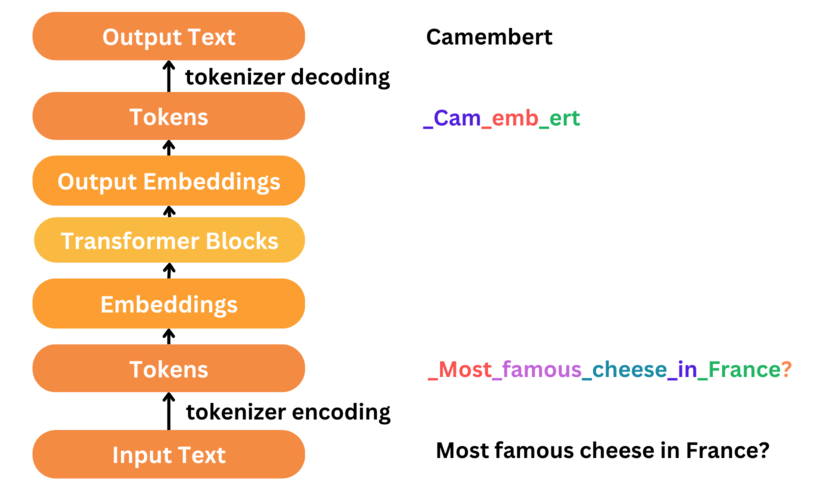 Output Text
Camembert
tokenizer decoding
Tokens
_Cam_emb_ert
Output Embeddings
Transformer Blocks
Embeddings
Tokens
_Most_famous_cheese_in_France?
tokenizer encoding
Input Text
Most famous cheese in France?